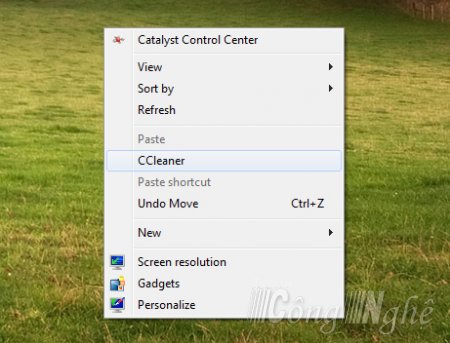 Catalyst Control Center
View
Sort by
Refresh
Paste
CCleaner
Paste shortcut
Undo Move Ctrl+Z
New
Screen resolution
Gadgets
Personalize
Công Nghê